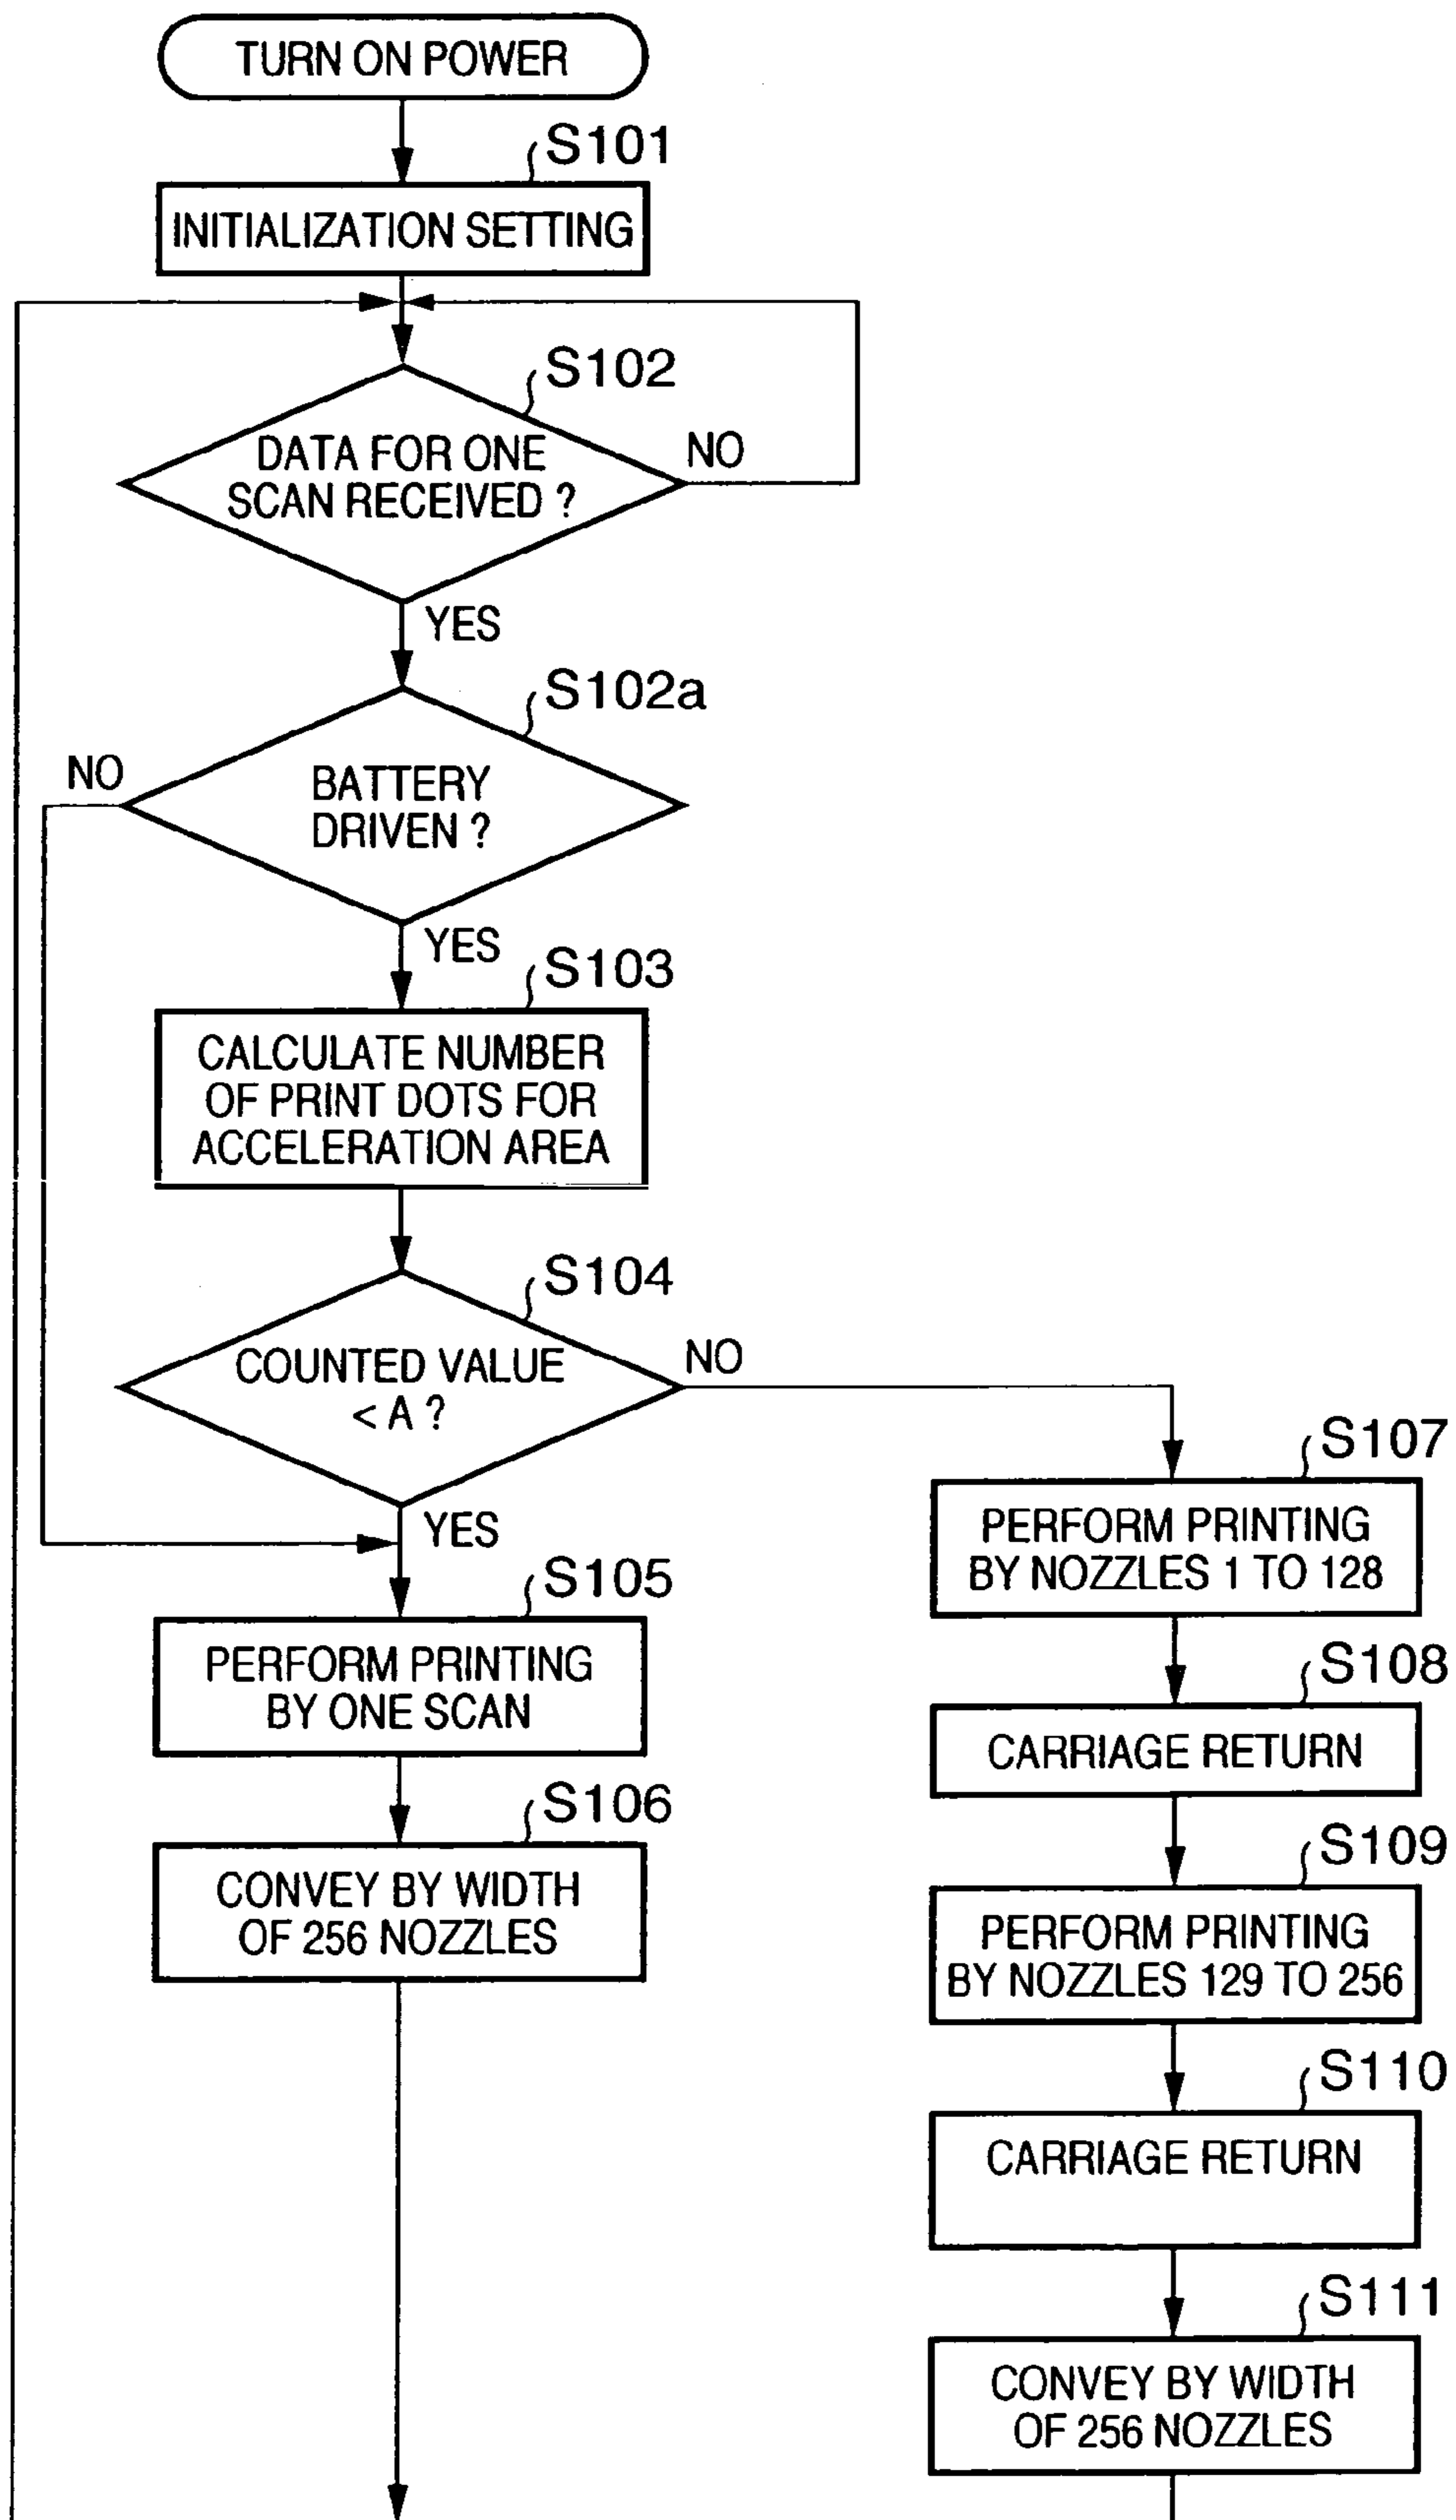 TURN ON POWER
S101
INITIALIZATION SETTING
S102
DATA FOR ONE
SCAN RECEIVED ?
NO
YES
S102a
NO
BATTERY
DRIVEN ?
YES
S103
CALCULATE NUMBER
OF PRINT DOTS FOR
ACCELERATION AREA
S104
COUNTED VALUE
< A ?
NO
YES
S105
PERFORM PRINTING
BY ONE SCAN
S106
CONVEY BY WIDTH
OF 256 NOZZLES
S107
PERFORM PRINTING
BY NOZZLES 1 TO 128
S108
CARRIAGE RETURN
S109
PERFORM PRINTING
BY NOZZLES 129 TO 256
S110
CARRIAGE RETURN
S111
CONVEY BY WIDTH
OF 256 NOZZLES